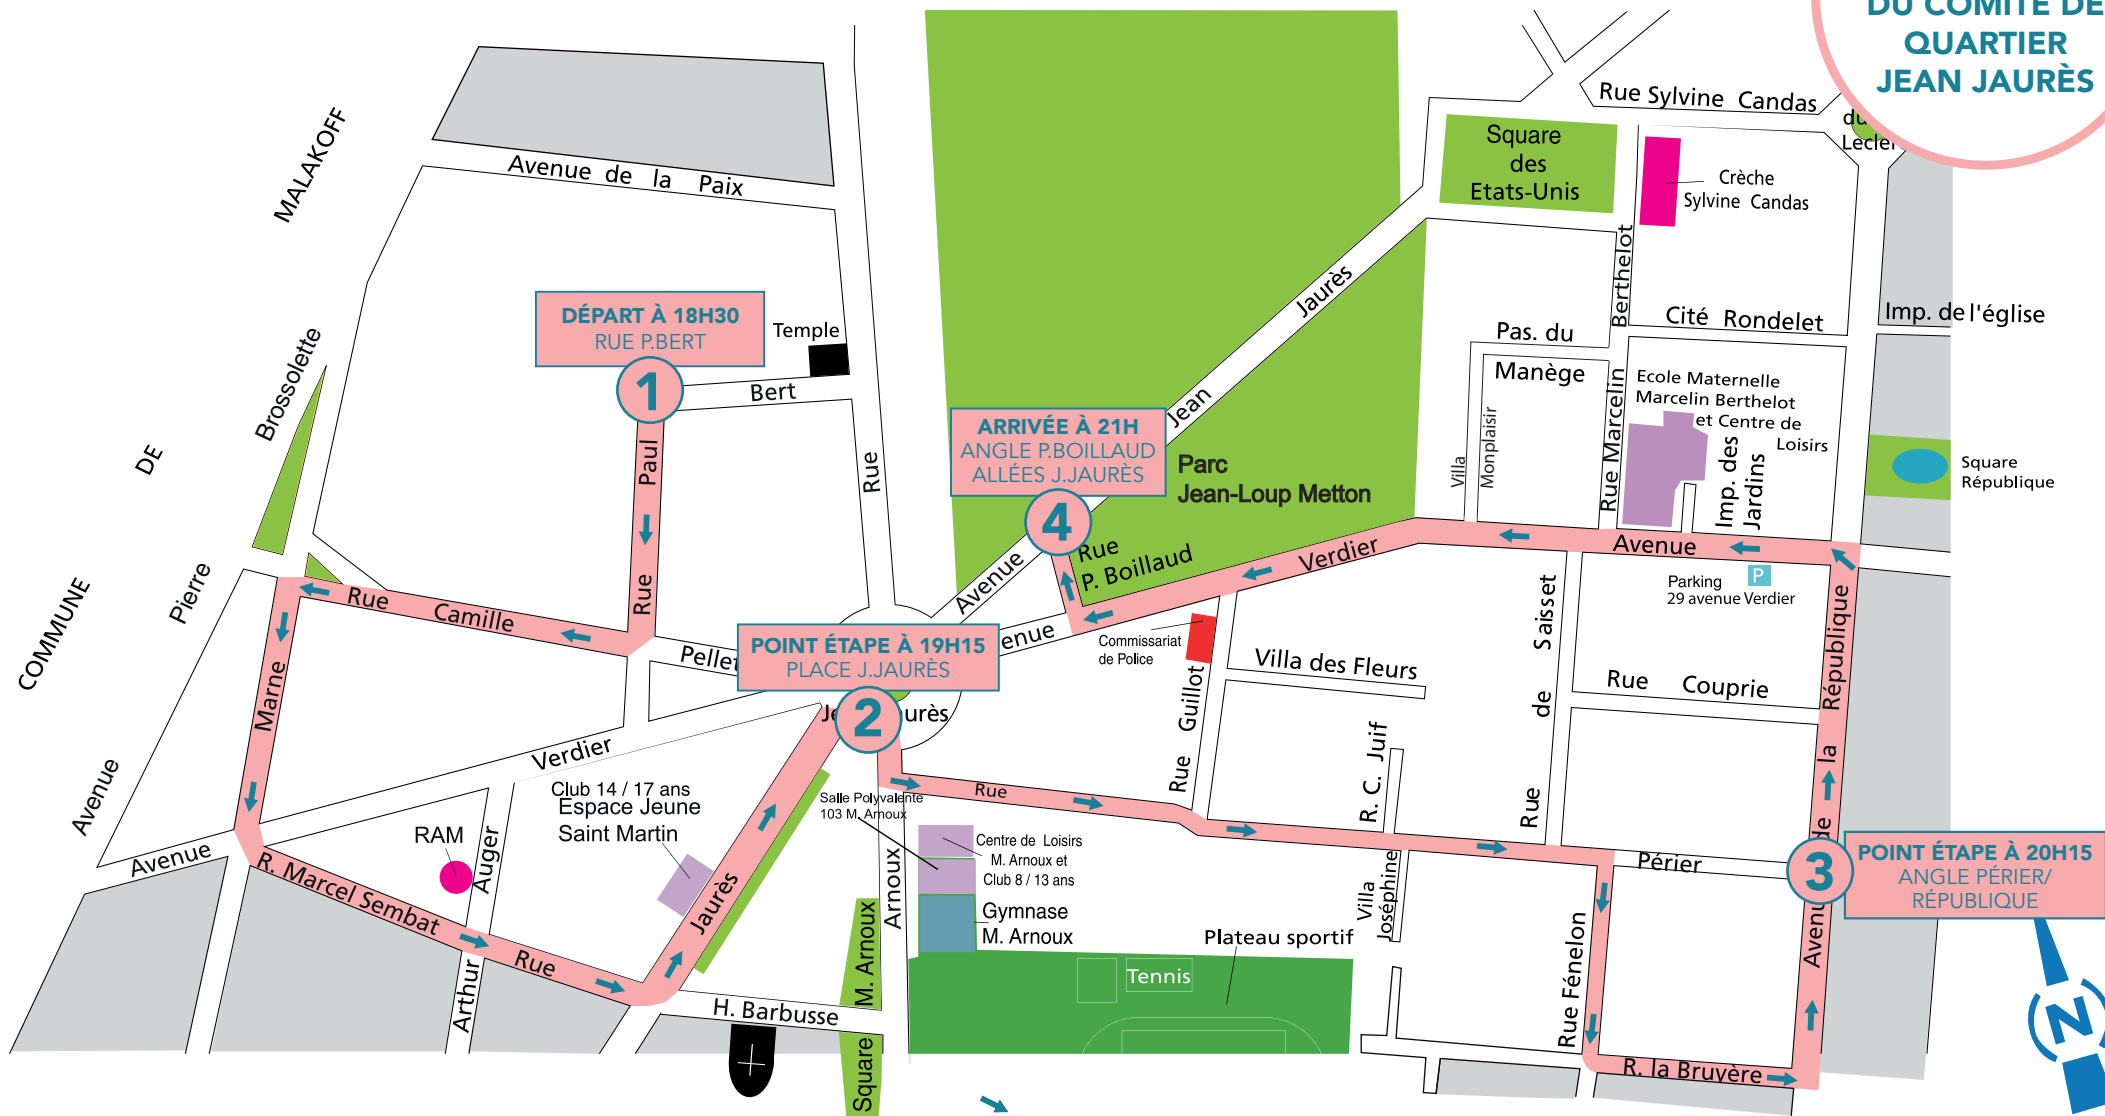 DU COMITÉ DE
QUARTIER
JEAN JAURÈS
Rue Sylvine Candas
du
Lecler
Square
des
Etats-Unis
Crèche
Sylvine Candas
MALAKOFF
DE
COMMUNE
Avenue de la Paix
DÉPART À 18H30
RUE P.BERT
1
Temple
Bert
Rue Paul
Rue
Jaurès
Jean
Avenue
ARRIVÉE À 21H
ANGLE P.BOILLAUD
ALLÉES J.JAURÈS
4
Parc
Jean-Loup Metton
Rue
P. Boillaud
Berthelot
Rue Marcelin
Pas. du
Manège
Villa
Monplaisir
Cité Rondelet
Imp. de l'église
Ecole Maternelle
Marcelin Berthelot
et Centre de
Loisirs
Imp. des
Jardins
Square
République
Brossolette
Pierre
Avenue
Rue Camille
Pellet
Marne
POINT ÉTAPE À 19H15
PLACE J.JAURÈS
2
Je
urès
enue
Verdier
Avenue
Parking
29 avenue Verdier
P
Commissariat
de Police
Rue Guillot
Villa des Fleurs
R. C. Juif
Rue de Saisset
Rue Couprie
Avenue de la République
Verdier
Avenue
Club 14 / 17 ans
Espace Jeune
Saint Martin
RAM
Arthur Auger
R. Marcel Sembat
Rue
Jaurès
Salle Polyvalente
103 M. Arnoux
Arnoux
Centre de Loisirs
M. Arnoux et
Club 8 / 13 ans
Gymnase
M. Arnoux
Rue
Périer
3
POINT ÉTAPE À 20H15
ANGLE PÉRIER/
RÉPUBLIQUE
Villa
Joséphine
Plateau sportif
Tennis
Square M. Arnoux
H. Barbusse
Rue Fénelon
R. la Bruyère
N